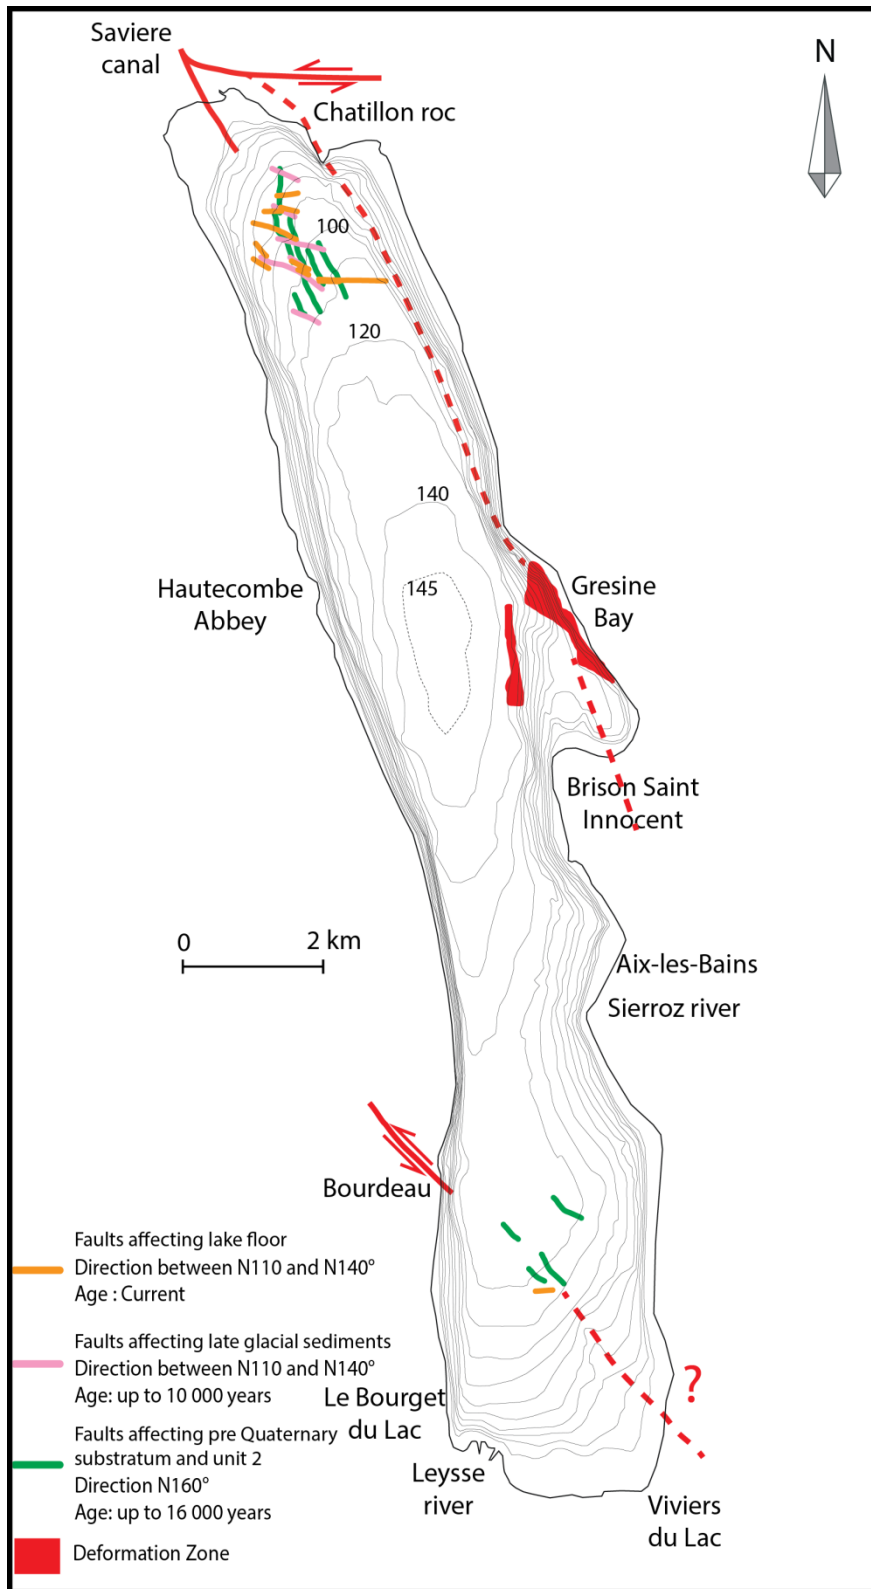 Saviere
canal
N
Chatillon roc
100
120
140
145
Hautecombe
Abbey
Gresine
Bay
Brison Saint
Innocent
0 2 km
Aix-les-Bains
Sierroz river
Bourdeau
Faults affecting lake floor
Direction between N110 and N140°
Age : Current
Faults affecting late glacial sediments
Direction between N110 and N140°
Age: up to 10 000 years
?
Le Bourget
du Lac
Faults affecting pre Quaternary
substratum and unit 2
Direction N160°
Age: up to 16 000 years
Leysse
river
Viviers
du Lac
Deformation Zone